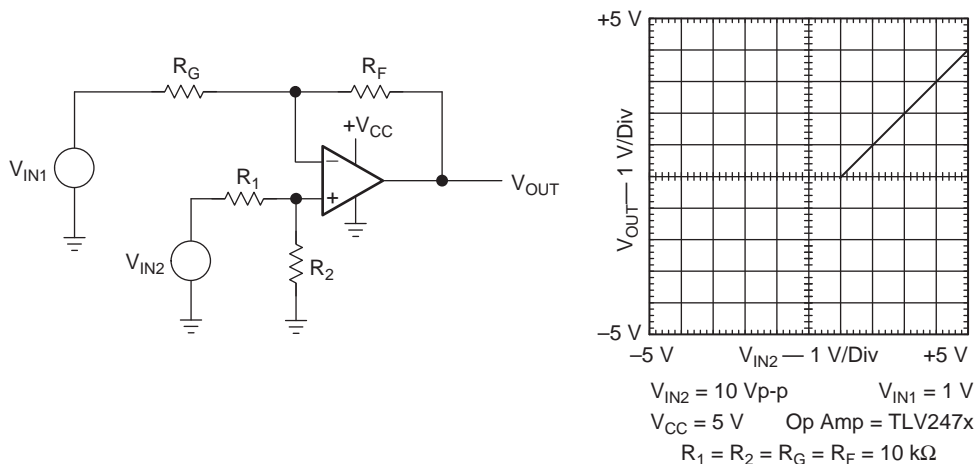 R_G
R_F
+V_CC
V_IN1
R_1
−
+
V_OUT
V_IN2
R_2
+5 V
V_OUT — 1 V/Div
–5 V
–5 V V_IN2 — 1 V/Div +5 V
V_IN2 = 10 Vp-p V_IN1 = 1 V
V_CC = 5 V Op Amp = TLV247x
R_1 = R_2 = R_G = R_F = 10 kΩ